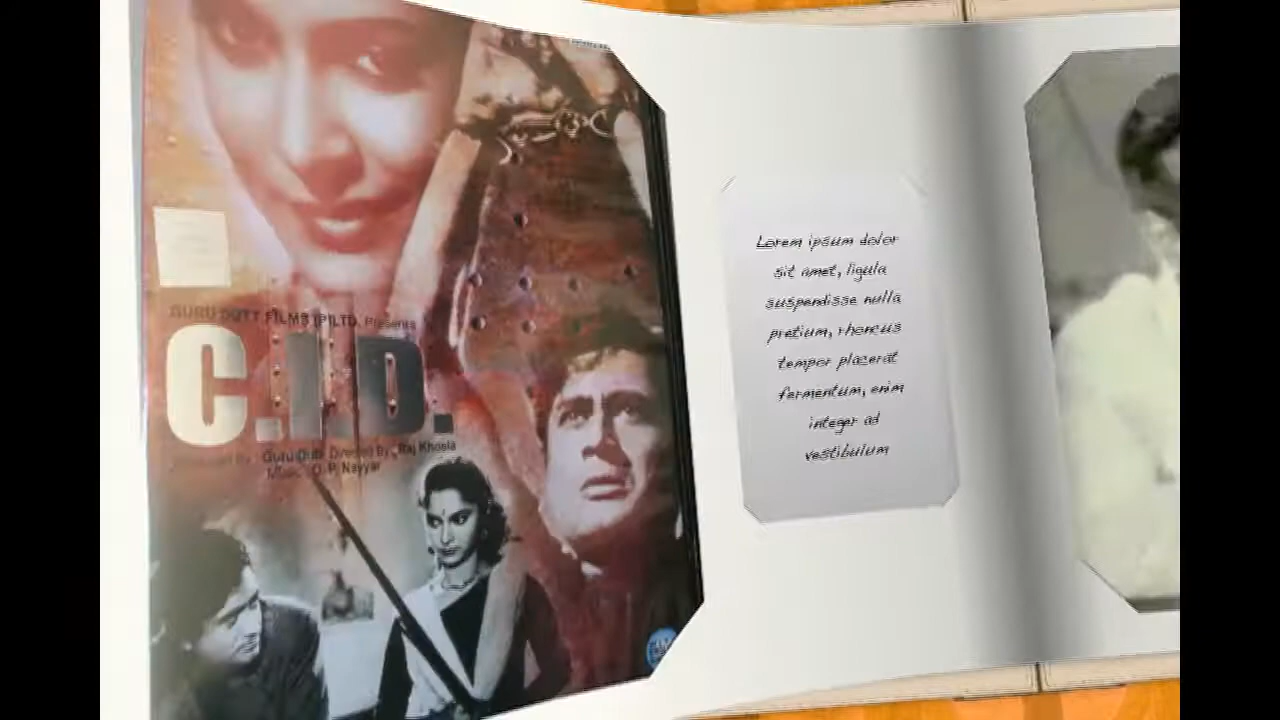 GURU DUTT FILMS (P) LTD. Presents
C.I.D.
Guru Dutt Directed By : Raj Khosla
Music : O. P. Nayyar
Lorem ipsum dolor
sit amet, ligula
suspendisse nulla
pretium, rhoncus
tempor placerat
fermentum, enim
integer ad
vestibulum